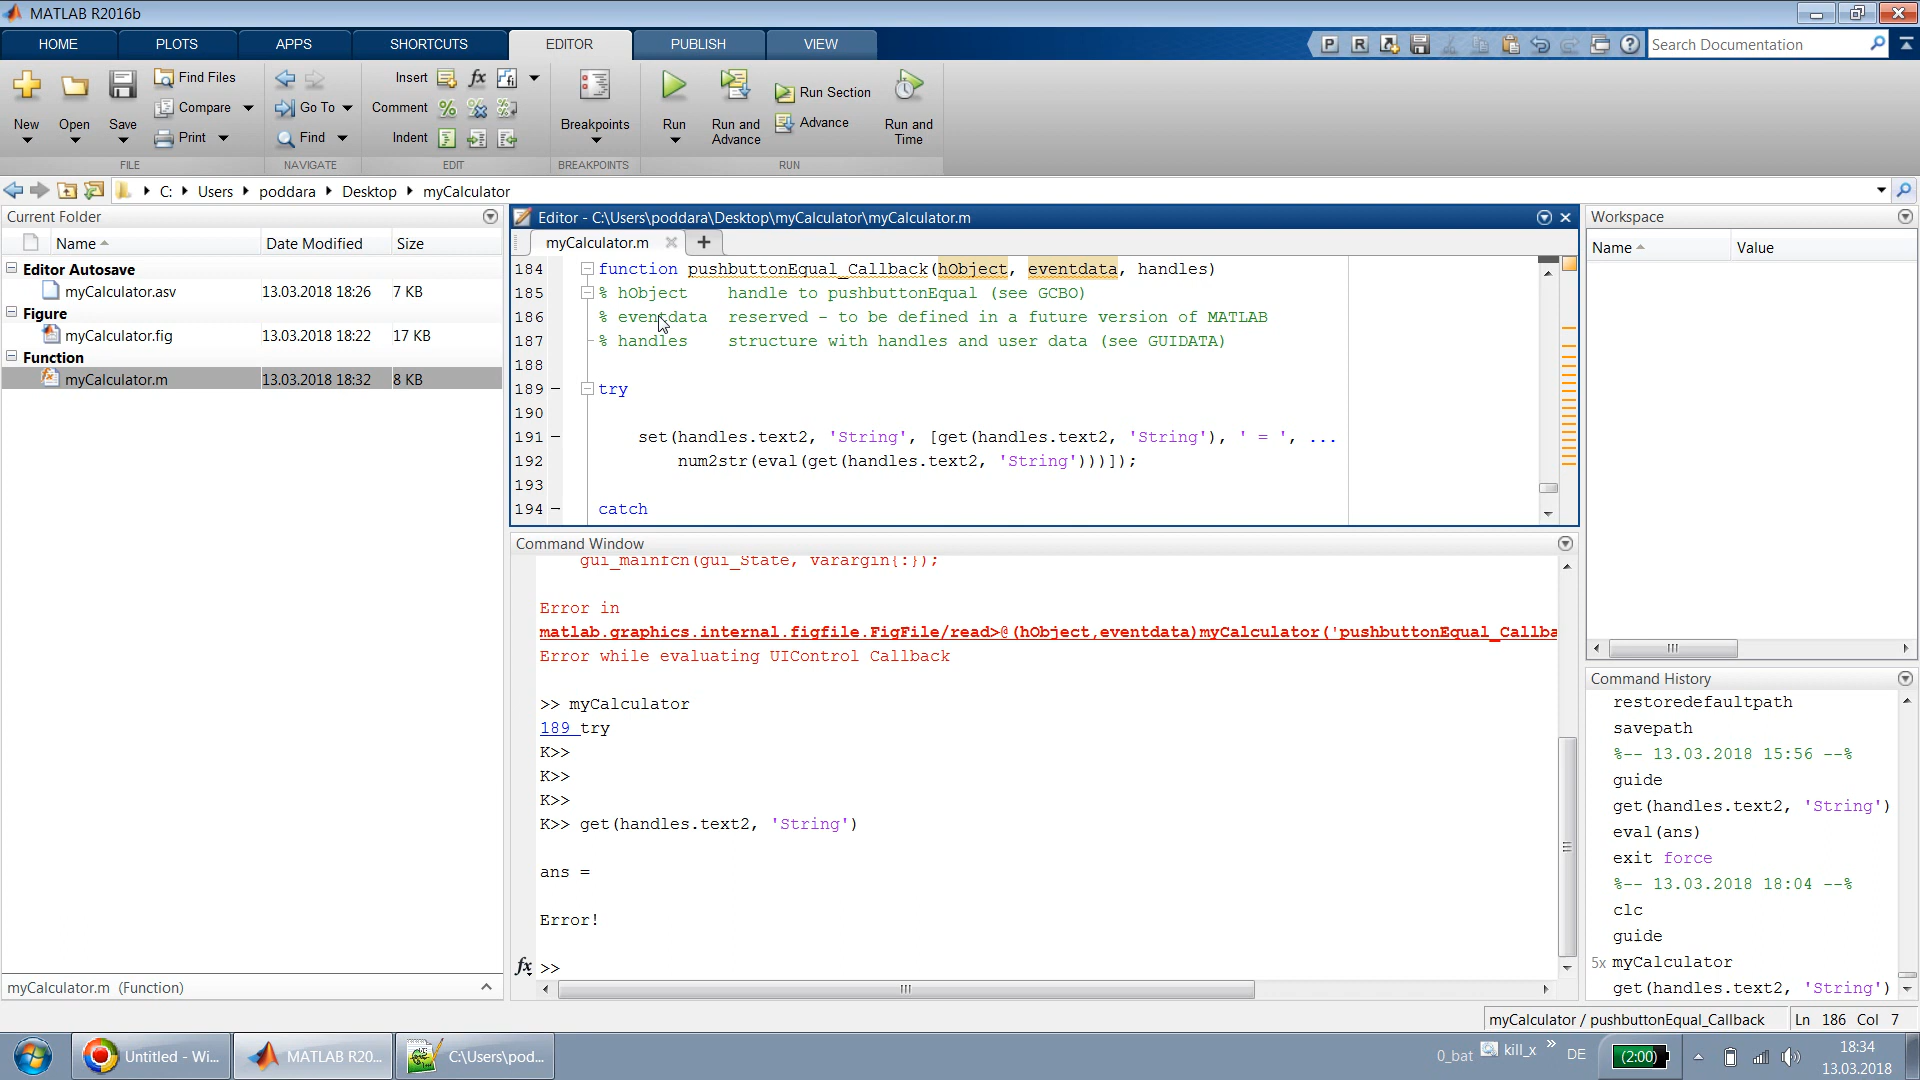 MATLAB R2016b
HOME PLOTS APPS SHORTCUTS EDITOR PUBLISH VIEW
Search Documentation
New Open Save Find Files Compare Print
FILE
Go To Find
NAVIGATE
Insert Comment Indent
EDIT
Breakpoints
BREAKPOINTS
Run Run and Advance Run Section Advance Run and Time
RUN
C: Users poddara Desktop myCalculator
Current Folder
Name Date Modified Size
Editor Autosave
myCalculator.asv 13.03.2018 18:26 7 KB
Figure
myCalculator.fig 13.03.2018 18:22 17 KB
Function
myCalculator.m 13.03.2018 18:32 8 KB
myCalculator.m (Function)
Editor - C:\Users\poddara\Desktop\myCalculator\myCalculator.m
myCalculator.m
184 function pushbuttonEqual_Callback(hObject, eventdata, handles)
185 % hObject handle to pushbuttonEqual (see GCBO)
186 % eventdata reserved - to be defined in a future version of MATLAB
187 % handles structure with handles and user data (see GUIDATA)
188
189 try
190
191 set(handles.text2, 'String', [get(handles.text2, 'String'), ' = ', ...
192 num2str(eval(get(handles.text2, 'String')))]);
193
194 catch
Command Window
gui_mainfcn(gui_State, varargin{:});
Error in
matlab.graphics.internal.figfile.FigFile/read>@(hObject,eventdata)myCalculator('pushbuttonEqual_Callba
Error while evaluating UIControl Callback
>> myCalculator
189 try
K>>
K>>
K>>
K>> get(handles.text2, 'String')
ans =
Error!
fx >>
Workspace
Name Value
Command History
restoredefaultpath
savepath
%-- 13.03.2018 15:56 --%
guide
get(handles.text2, 'String')
eval(ans)
exit force
%-- 13.03.2018 18:04 --%
clc
guide
5x myCalculator
get(handles.text2, 'String')
myCalculator / pushbuttonEqual_Callback Ln 186 Col 7
Untitled - Wi... MATLAB R20... C:\Users\pod...
0_bat kill_x » DE (2:00) 18:34
13.03.2018